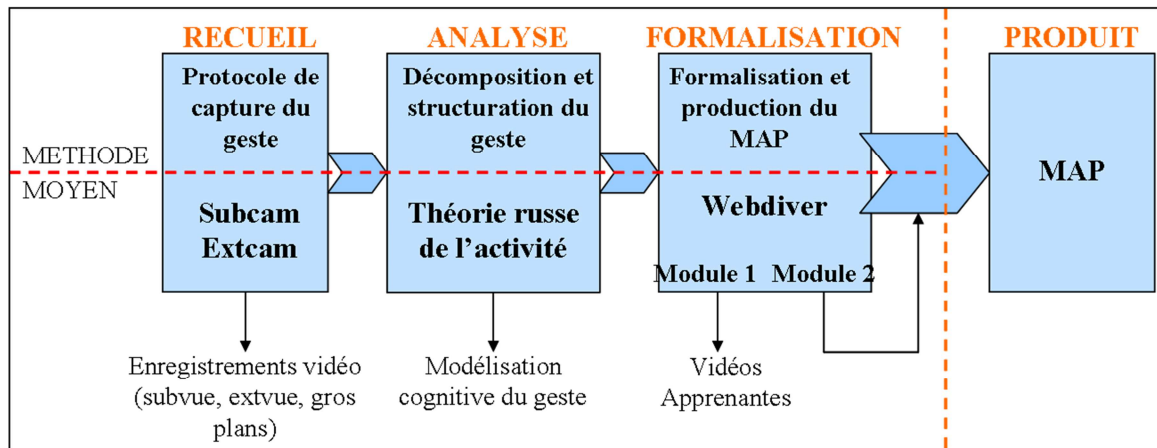 RECUEIL
ANALYSE
FORMALISATION
PRODUIT
Protocole de
capture du
geste
Décomposition et
structuration du
geste
Formalisation et
production du
MAP
METHODE
MOYEN
MAP
Subcam
Extcam
Théorie russe
de l'activité
Webdiver
Module 1
Module 2
Enregistrements vidéo
(subvue, extvue, gros
plans)
Modélisation
cognitive du geste
Vidéos
Apprenantes